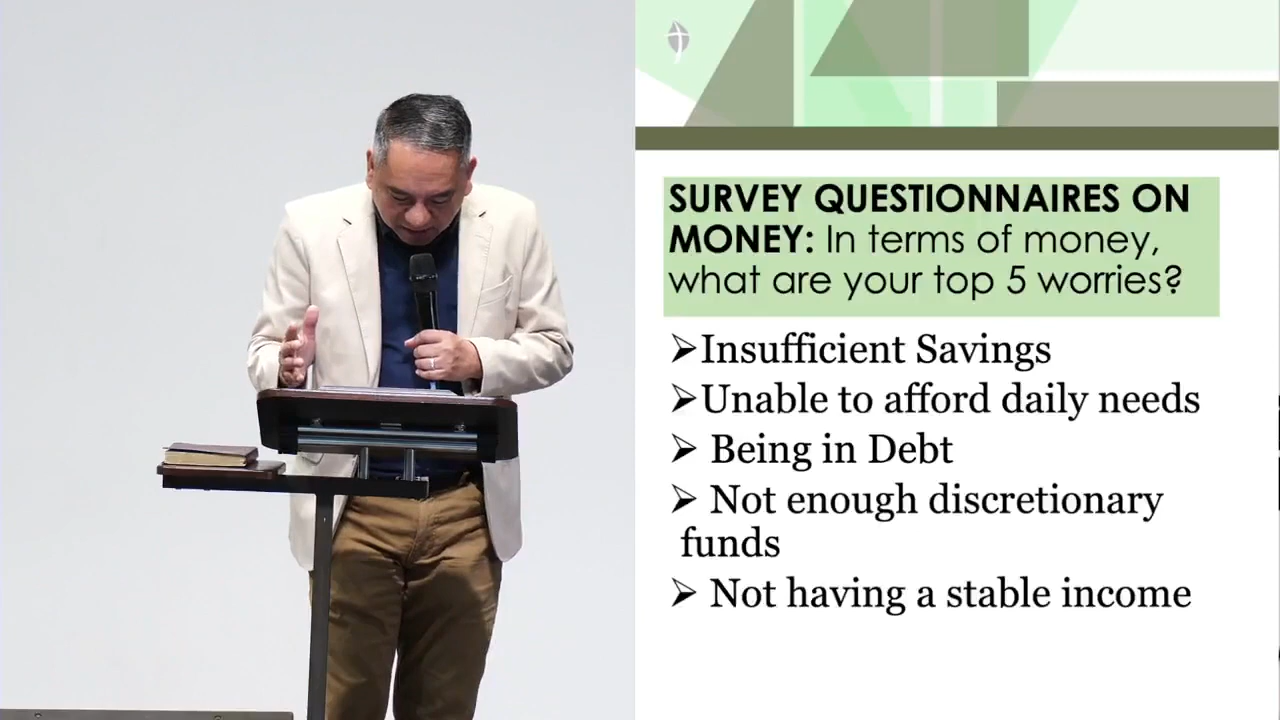 SURVEY QUESTIONNAIRES ON
MONEY: In terms of money,
what are your top 5 worries?
➢Insufficient Savings
➢Unable to afford daily needs
➢ Being in Debt
➢ Not enough discretionary
funds
➢ Not having a stable income